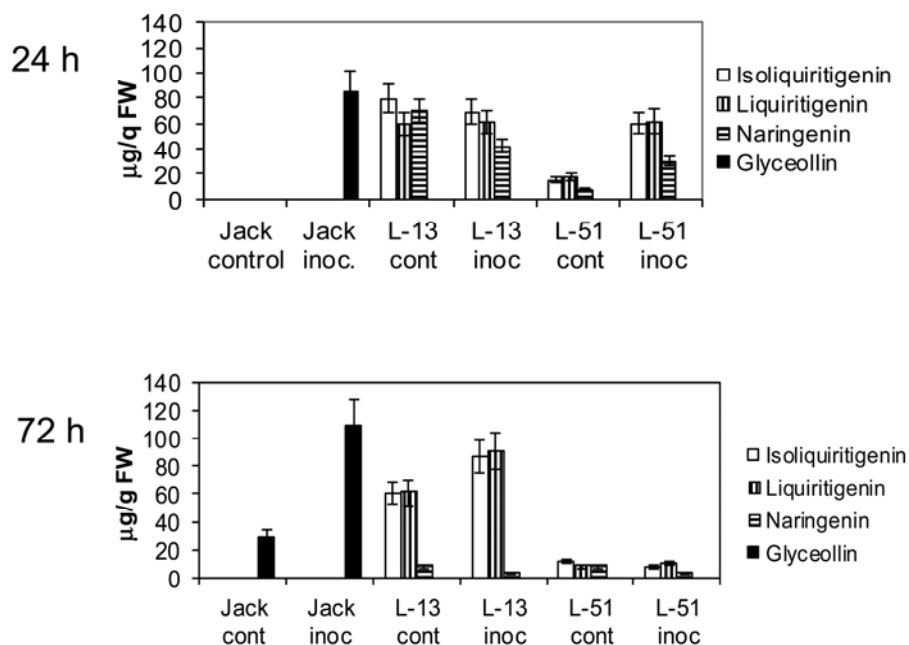 24 h
140
120
100
80
60
40
20
0
µg/q FW
Jack Jack L-13 L-13 L-51 L-51
control inoc. cont inoc cont inoc
Isoliquiritigenin
Liquiritigenin
Naringenin
Glyceollin
72 h
140
120
100
80
60
40
20
0
µg/g FW
Jack Jack L-13 L-13 L-51 L-51
cont inoc cont inoc cont inoc
Isoliquiritigenin
Liquiritigenin
Naringenin
Glyceollin